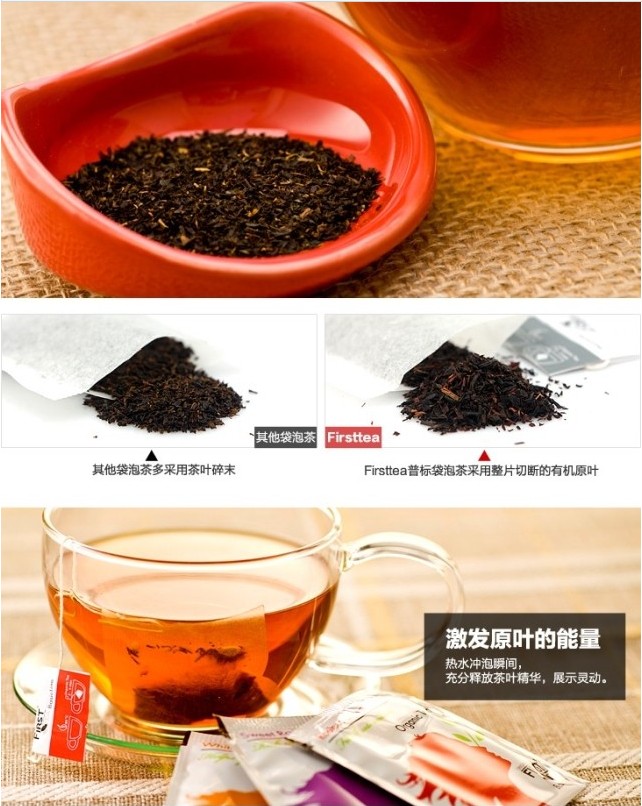 其他袋泡茶
Firsttea
其他袋泡茶多采用茶叶碎末
Firsttea普标袋泡茶采用整片切断的有机原叶
激发原叶的能量
热水冲泡瞬间，
充分释放茶叶精华，展示灵动。
FIRST
Organic